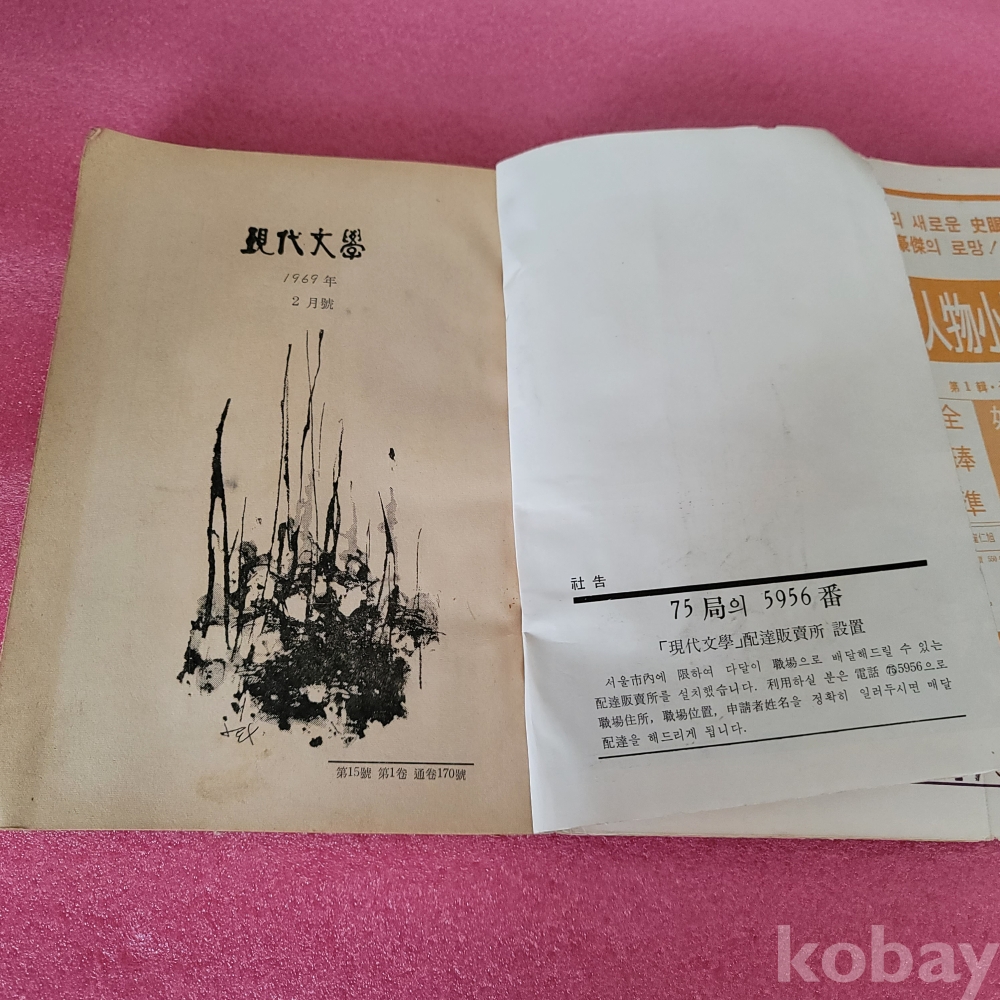 現代文學
1969年
2月號
第15號 第1卷 通卷170號
社告
75局의 5956番
「現代文學」配達販賣所 設置
서울市內에 限하여 다달이 職場으로 배달해드릴 수 있는
配達販賣所를 설치했습니다. 利用하실 분은 電話 75 5956으로
職場住所, 職場位置, 申請者姓名을 정확히 일러두시면 매달
配達을 해드리게 됩니다.
의 새로운 史眼
豪傑의 로망!
人物小
第1輯
全
琫
準
kobay